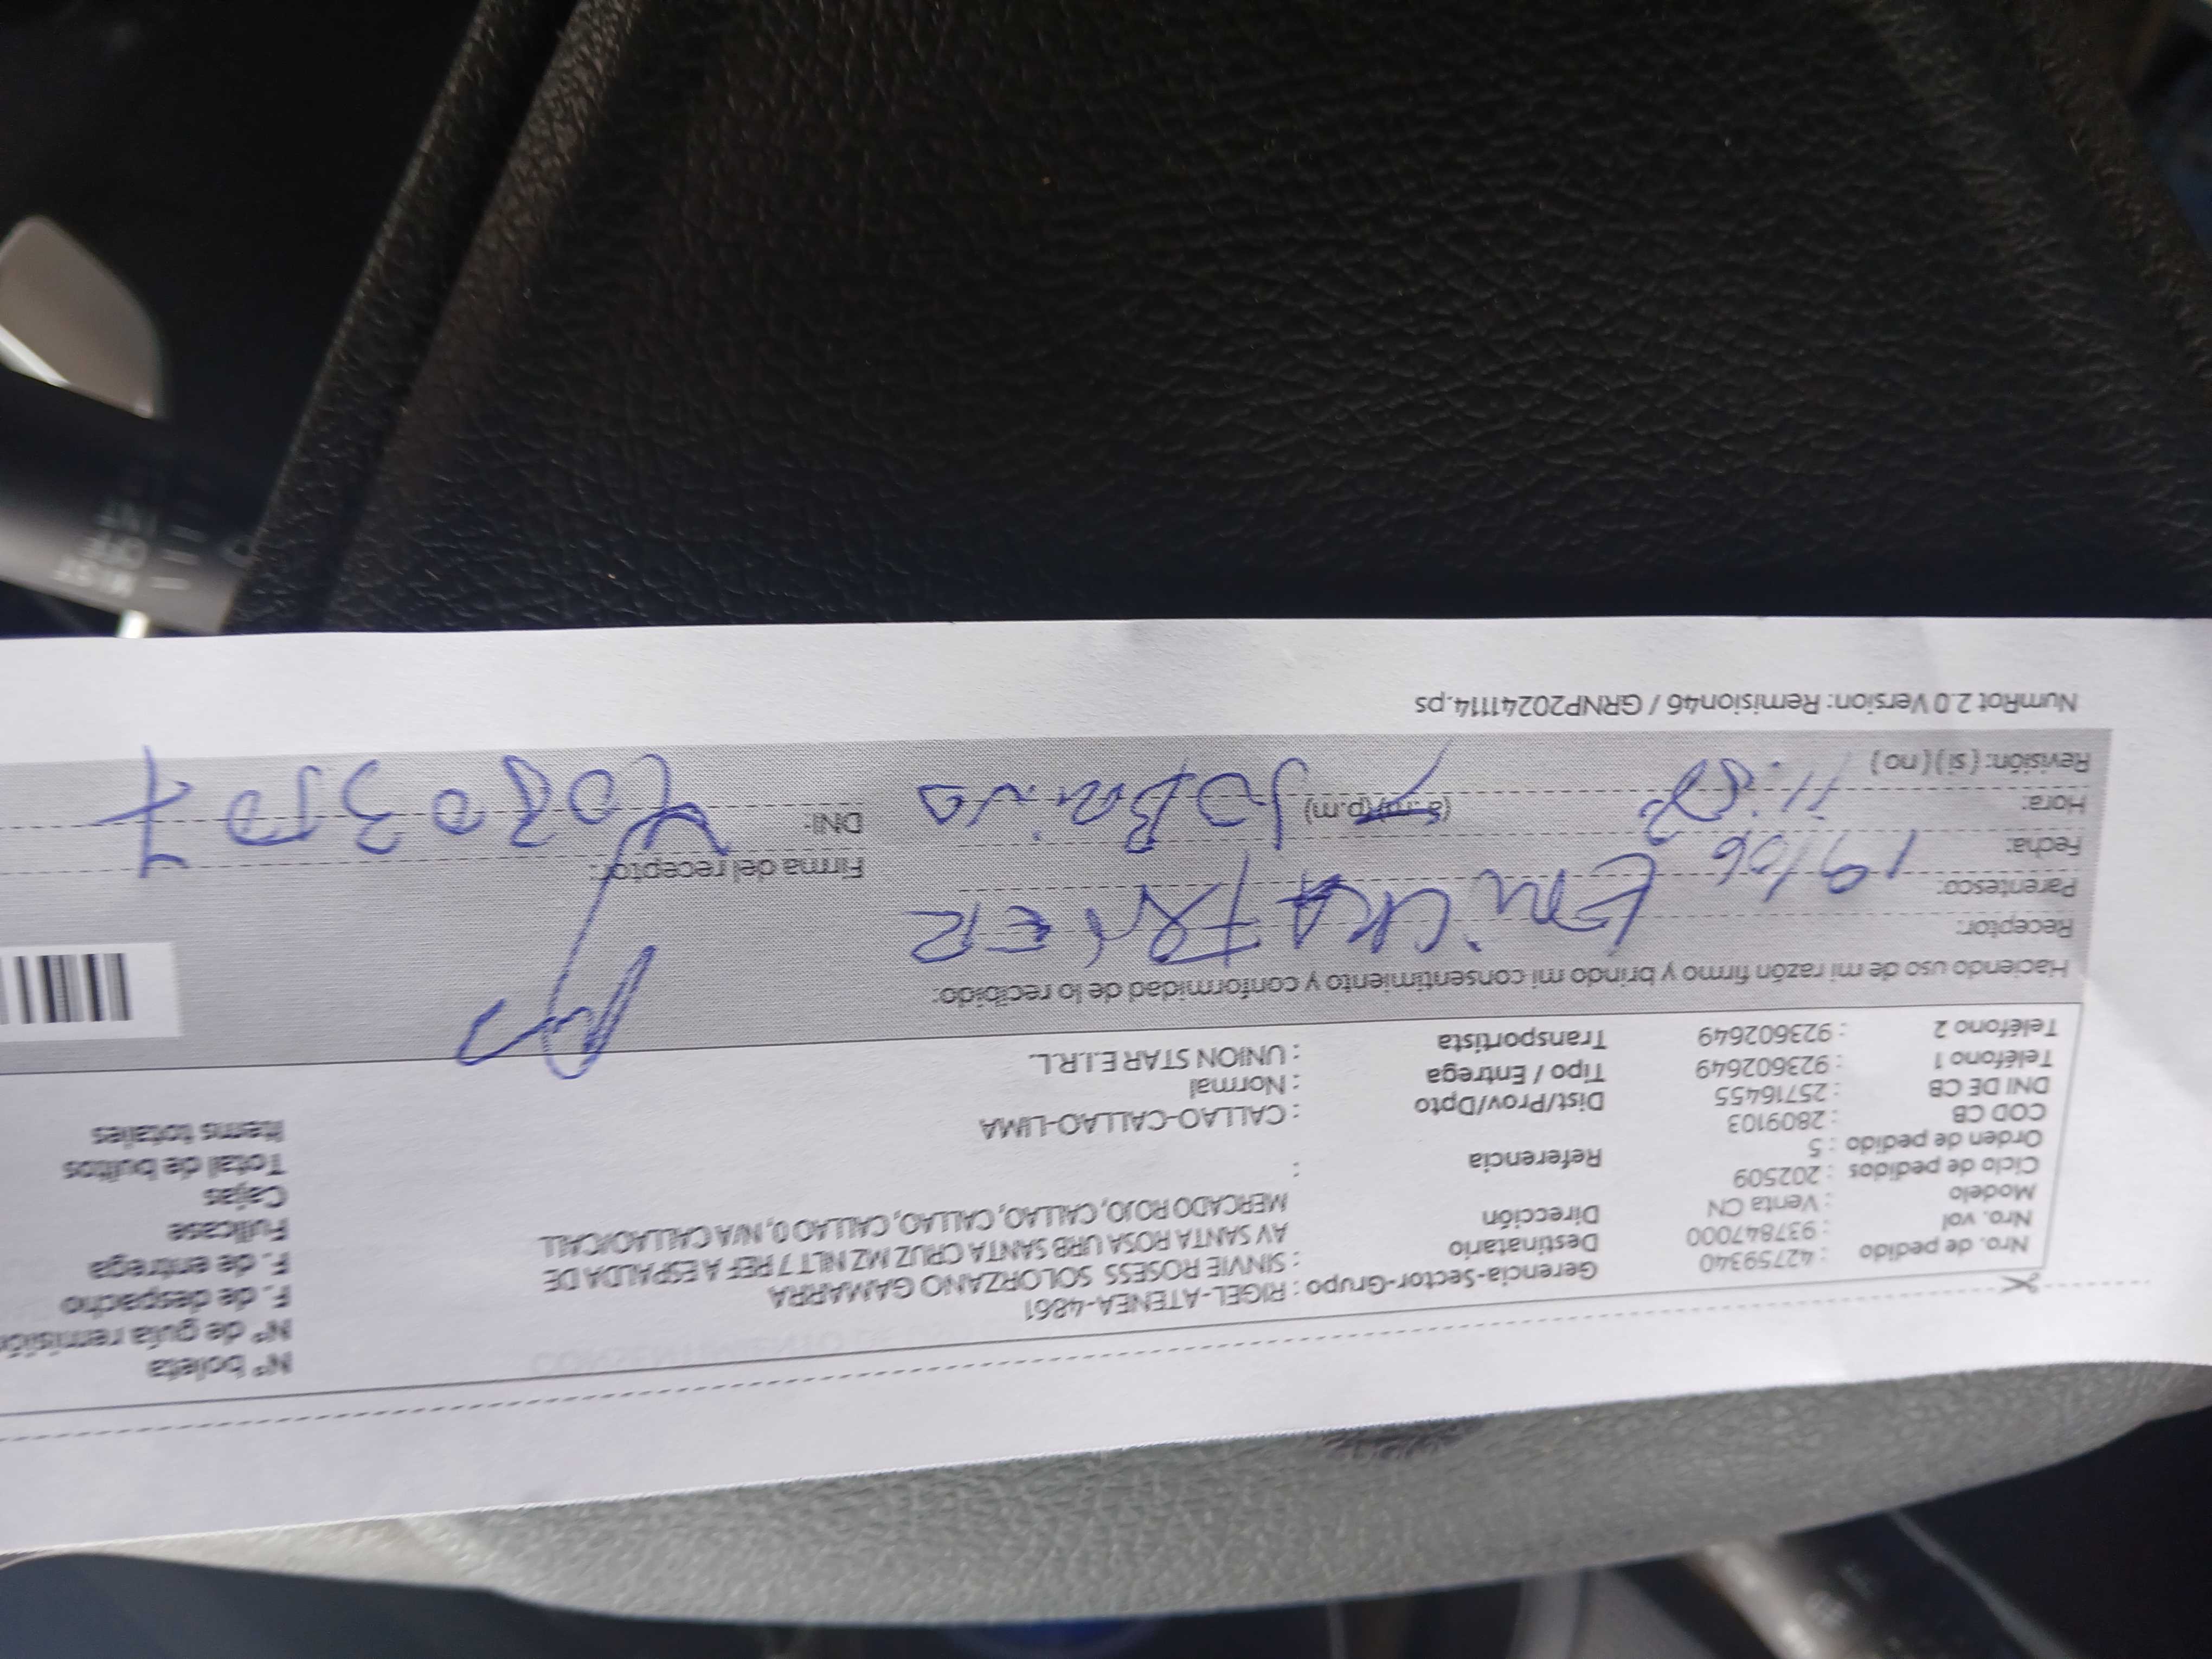 Nº boleta
Nº de guía
F. de despacho
F. de entrega
Fullcase
Cajas
Total de bultos
Items totales
Nro. de pedido : 42759340
Nro. vol : 937847000
Modelo : Venta CN
Ciclo de pedidos : 202509
Orden de pedido : 5
COD CB : 2809103
DNI DE CB : 25716455
Teléfono 1 : 923602649
Teléfono 2 : 923602649
Gerencia-Sector-Grupo : RIGEL-ATENEA-4861
Destinatario : SINVIE ROSESS SOLORZANO GAMARRA
Dirección AV SANTA ROSA URB SANTA CRUZ MZ N LT 7 REF A ESPALDA DE
MERCADO ROJO, CALLAO, CALLAO, CALLAO 0, N/A CALLAO/CALL
Referencia :
Dist/Prov/Dpto : CALLAO-CALLAO-LIMA
Tipo / Entrega : Normal
Transportista : UNION STAR E.I.R.L.
Haciendo uso de mi razón firmo y brindo mi consentimiento y conformidad de lo recibido:
Receptor:
Parentesco:
Fecha: 19/06
Hora: (a.m)(p.m)
Revisión: (si) (no)
Firma del receptor:
DNI:
NumRot 2.0 Version: Remision46 / GRNP20241114.ps
OFF
INT